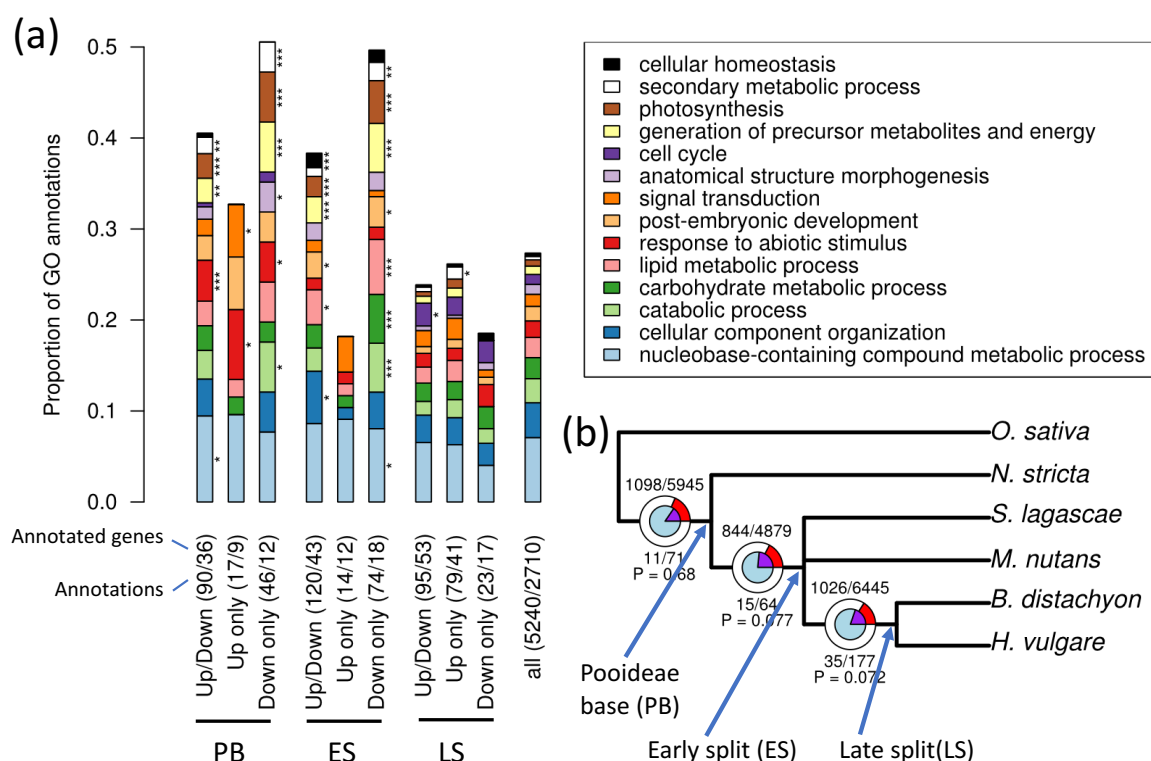 (a)
Proportion of GO annotations
0.5
0.4
0.3
0.2
0.1
0.0
** 
*** 
** 
*** 
*
*
*
***
***
***
*
*
*
***
***
***
*
*
*
**
***
***
*
***
***
***
*
*
*
Annotated genes
Annotations
Up/Down (90/36)
Up only (17/9)
Down only (46/12)
Up/Down (120/43)
Up only (14/12)
Down only (74/18)
Up/Down (95/53)
Up only (79/41)
Down only (23/17)
all (5240/2710)
PB
ES
LS
cellular homeostasis
secondary metabolic process
photosynthesis
generation of precursor metabolites and energy
cell cycle
anatomical structure morphogenesis
signal transduction
post-embryonic development
response to abiotic stimulus
lipid metabolic process
carbohydrate metabolic process
catabolic process
cellular component organization
nucleobase-containing compound metabolic process
(b)
O. sativa
N. stricta
S. lagascae
M. nutans
B. distachyon
H. vulgare
1098/5945
11/71
P = 0.68
844/4879
15/64
P = 0.077
1026/6445
35/177
P = 0.072
Pooideae
base (PB)
Early split (ES)
Late split(LS)